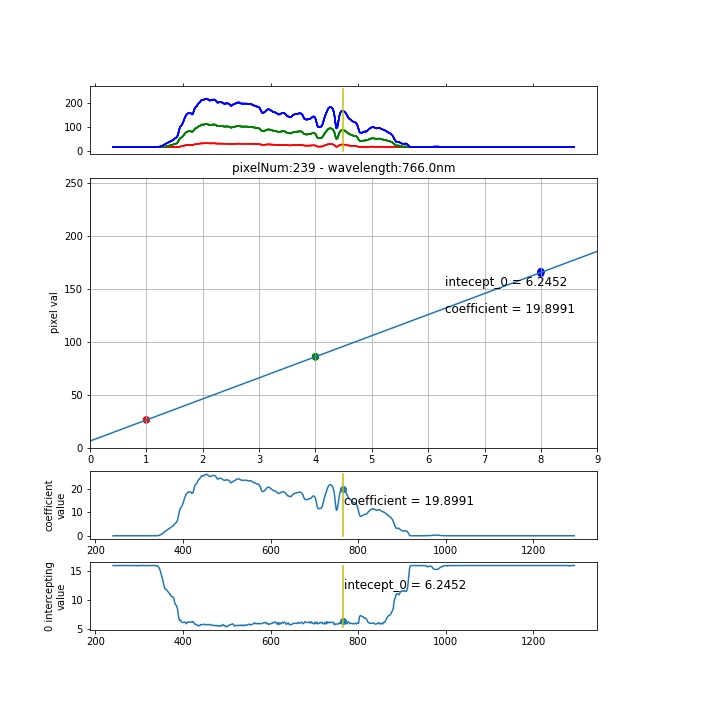 200
100
0
pixelNum:239 - wavelength:766.0nm
250
200
150
100
50
0
pixel val
intecept_0 = 6.2452
coefficient = 19.8991
0 1 2 3 4 5 6 7 8 9
20
10
0
coefficient
value
coefficient = 19.8991
200 400 600 800 1000 1200
15
10
5
0 intercepting
value
intecept_0 = 6.2452
200 400 600 800 1000 1200